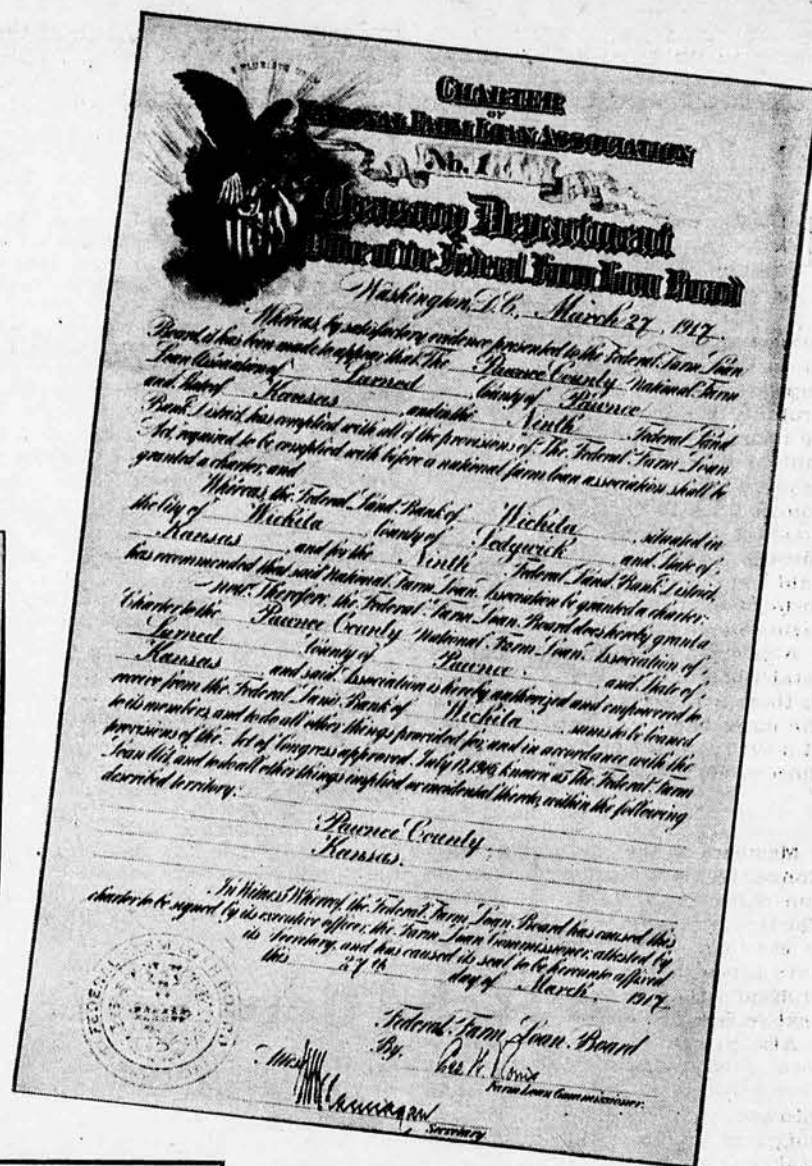 E PLURIBUS UNUM
CHARTER
OF
NATIONAL FARM LOAN ASSOCIATION
No. 1
Treasury Department
Office of the Federal Farm Loan Board
Washington, D.C., March 27, 1917.
Whereas, by satisfactory evidence presented to the Federal Farm Loan
Board, it has been made to appear that The Pawnee County National Farm
Loan Association of Larned County of Pawnee
and State of Kansas and in the Ninth Federal Land
Bank District, has complied with all of the provisions of The Federal Farm Loan
Act, required to be complied with before a national farm loan association shall be
granted a charter; and
Whereas, the Federal Land Bank of Wichita, situated in
the City of Wichita County of Sedgwick and State of
Kansas and for the Ninth Federal Land Bank District,
has recommended that said National Farm Loan Association be granted a charter:
Now, Therefore, the Federal Farm Loan Board does hereby grant a
Charter to the Pawnee County National Farm Loan Association of
Larned County of Pawnee. and State of
Kansas and said Association is hereby authorized and empowered to
receive from the Federal Land Bank of Wichita sums to be loaned
to its members, and to do all other things provided for, and in accordance with the
provisions of the Act of Congress approved July 17, 1916, known as The Federal Farm
Loan Act, and to do all other things implied or incidental thereto, within the following
described territory:
Pawnee County,
Kansas.
In Witness Whereof, the Federal Farm Loan Board has caused this
charter to be signed by its executive officer, the Farm Loan Commissioner, attested by
its Secretary, and has caused its seal to be hereunto affixed
this 27th day of March, 1917.
Federal Farm Loan Board
By,
Farm Loan Commissioner.
Attest
Secretary
FEDERAL FARM LOAN BOARD